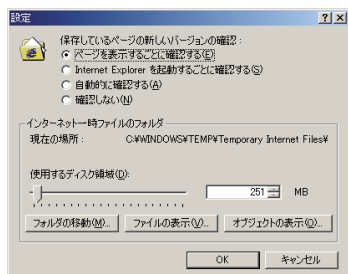 設定
保存しているページの新しいバージョンの確認:
ページを表示するごとに確認する(E)
Internet Explorer を起動するごとに確認する(S)
自動的に確認する(A)
確認しない(N)
インターネット一時ファイルのフォルダ
現在の場所: C:¥WINDOWS¥TEMP¥Temporary Internet Files¥
使用するディスク領域(D):
251 MB
フォルダの移動(M)... ファイルの表示(V)... オブジェクトの表示(O)...
OK キャンセル